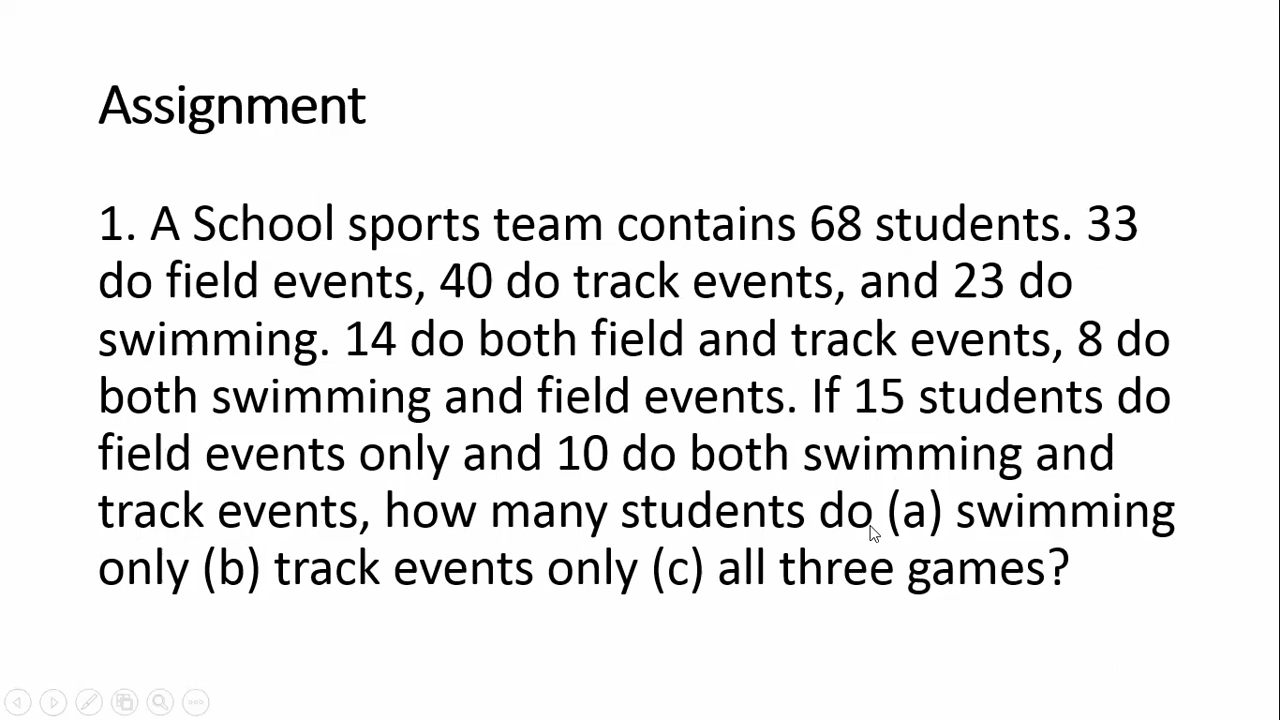 Assignment
1. A School sports team contains 68 students. 33
do field events, 40 do track events, and 23 do
swimming. 14 do both field and track events, 8 do
both swimming and field events. If 15 students do
field events only and 10 do both swimming and
track events, how many students do (a) swimming
only (b) track events only (c) all three games?